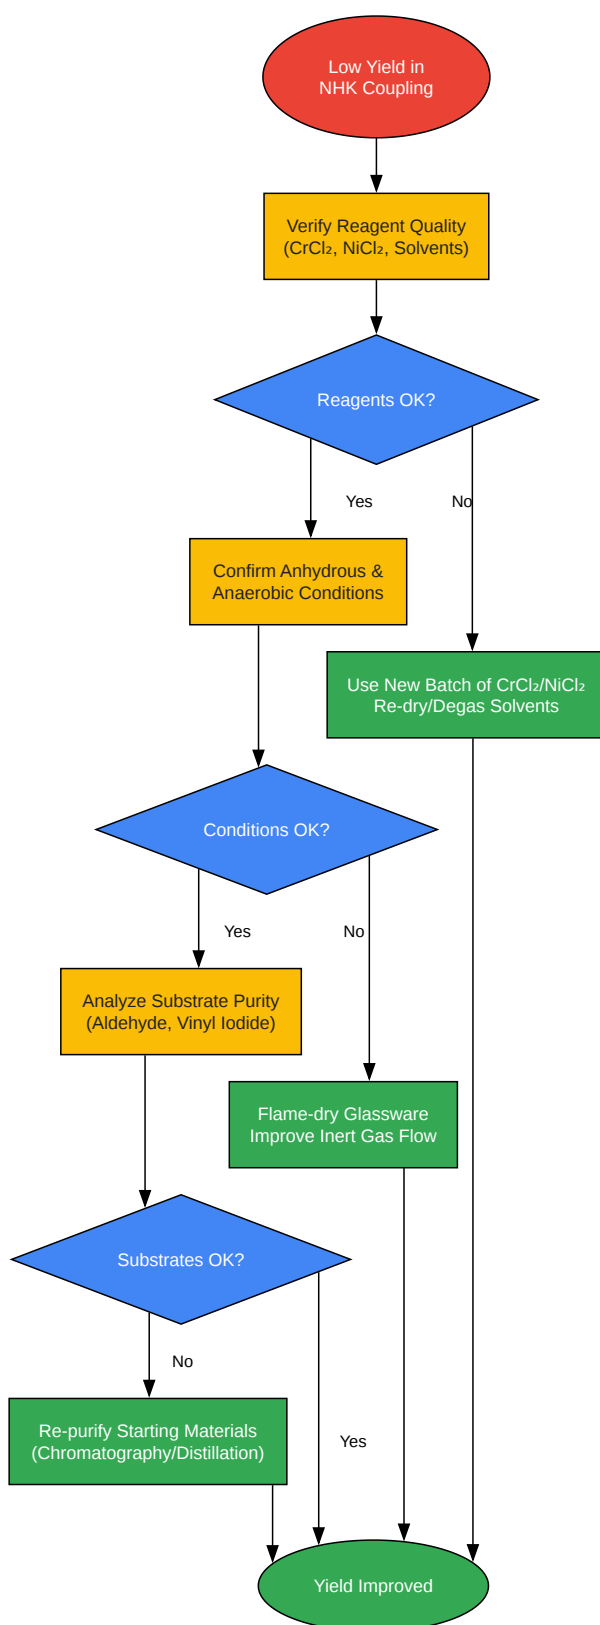 Low Yield in
NHK Coupling
Verify Reagent Quality
(CrCl₂, NiCl₂, Solvents)
Reagents OK?
Yes
No
Confirm Anhydrous &
Anaerobic Conditions
Use New Batch of CrCl₂/NiCl₂
Re-dry/Degas Solvents
Conditions OK?
Yes
No
Analyze Substrate Purity
(Aldehyde, Vinyl Iodide)
Flame-dry Glassware
Improve Inert Gas Flow
Substrates OK?
No
Re-purify Starting Materials
(Chromatography/Distillation)
Yes
Yield Improved